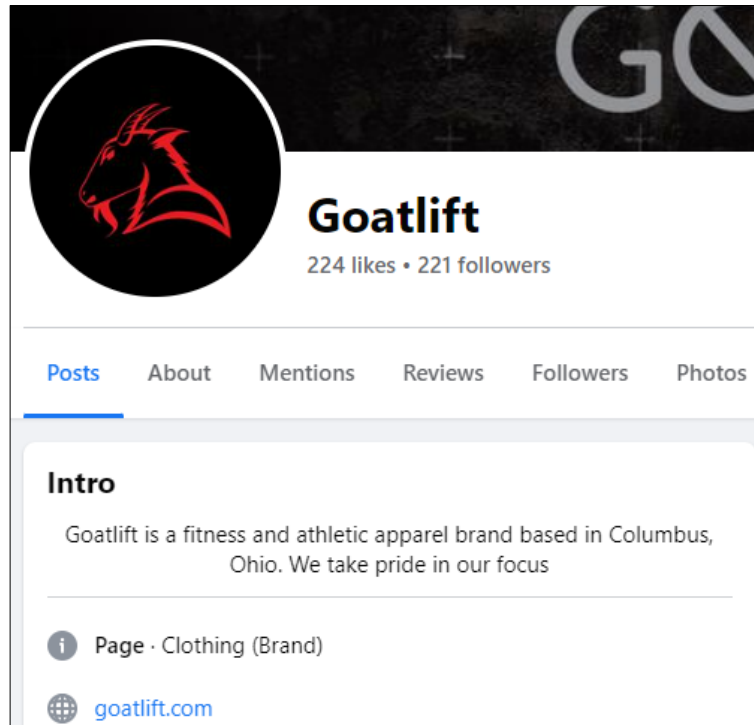 GO
Goatlift
224 likes • 221 followers
Posts About Mentions Reviews Followers Photos
Intro
Goatlift is a fitness and athletic apparel brand based in Columbus,
Ohio. We take pride in our focus
Page · Clothing (Brand)
goatlift.com